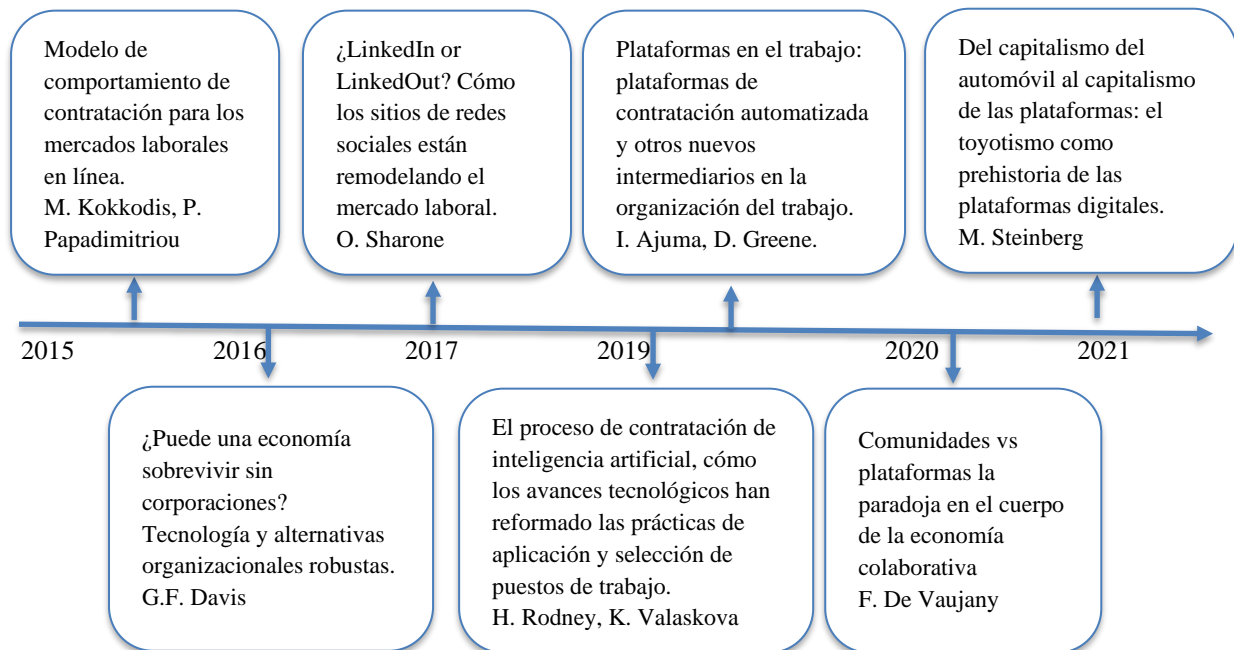 Modelo de
comportamiento de
contratación para los
mercados laborales
en línea.
M. Kokkodis, P.
Papadimitriou
¿LinkedIn or
LinkedOut? Cómo
los sitios de redes
sociales están
remodelando el
mercado laboral.
O. Sharone
Plataformas en el trabajo:
plataformas de
contratación automatizada
y otros nuevos
intermediarios en la
organización del trabajo.
I. Ajuma, D. Greene.
Del capitalismo del
automóvil al capitalismo
de las plataformas: el
toyotismo como
prehistoria de las
plataformas digitales.
M. Steinberg
2015
2016
2017
2019
2020
2021
¿Puede una economía
sobrevivir sin
corporaciones?
Tecnología y alternativas
organizacionales robustas.
G.F. Davis
El proceso de contratación de
inteligencia artificial, cómo
los avances tecnológicos han
reformado las prácticas de
aplicación y selección de
puestos de trabajo.
H. Rodney, K. Valaskova
Comunidades vs
plataformas la
paradoja en el cuerpo
de la economía
colaborativa
F. De Vaujany